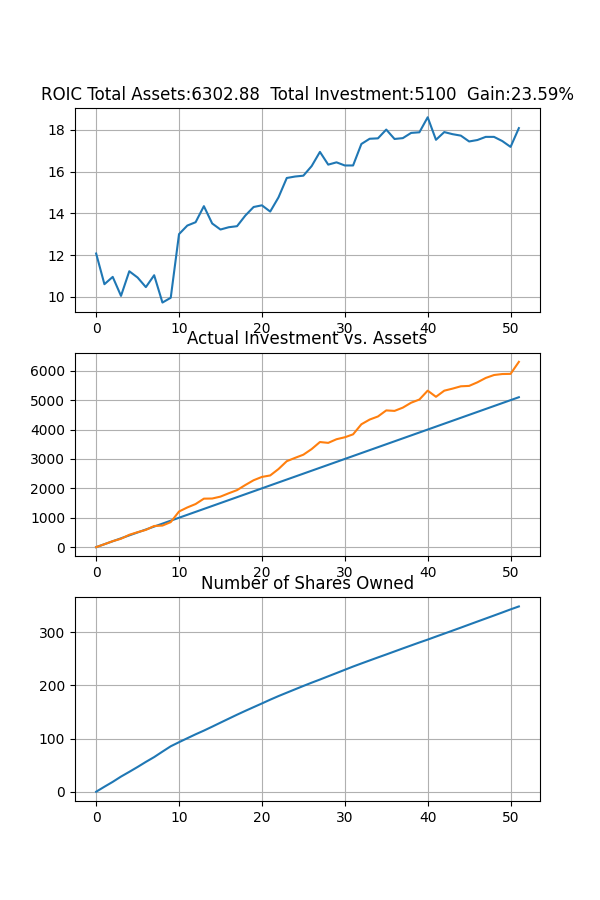 ROIC Total Assets:6302.88  Total Investment:5100  Gain:23.59%
18
16
14
12
10
0 10 20 30 40 50
Actual Investment vs. Assets
6000
5000
4000
3000
2000
1000
0
0 10 20 30 40 50
Number of Shares Owned
300
200
100
0
0 10 20 30 40 50